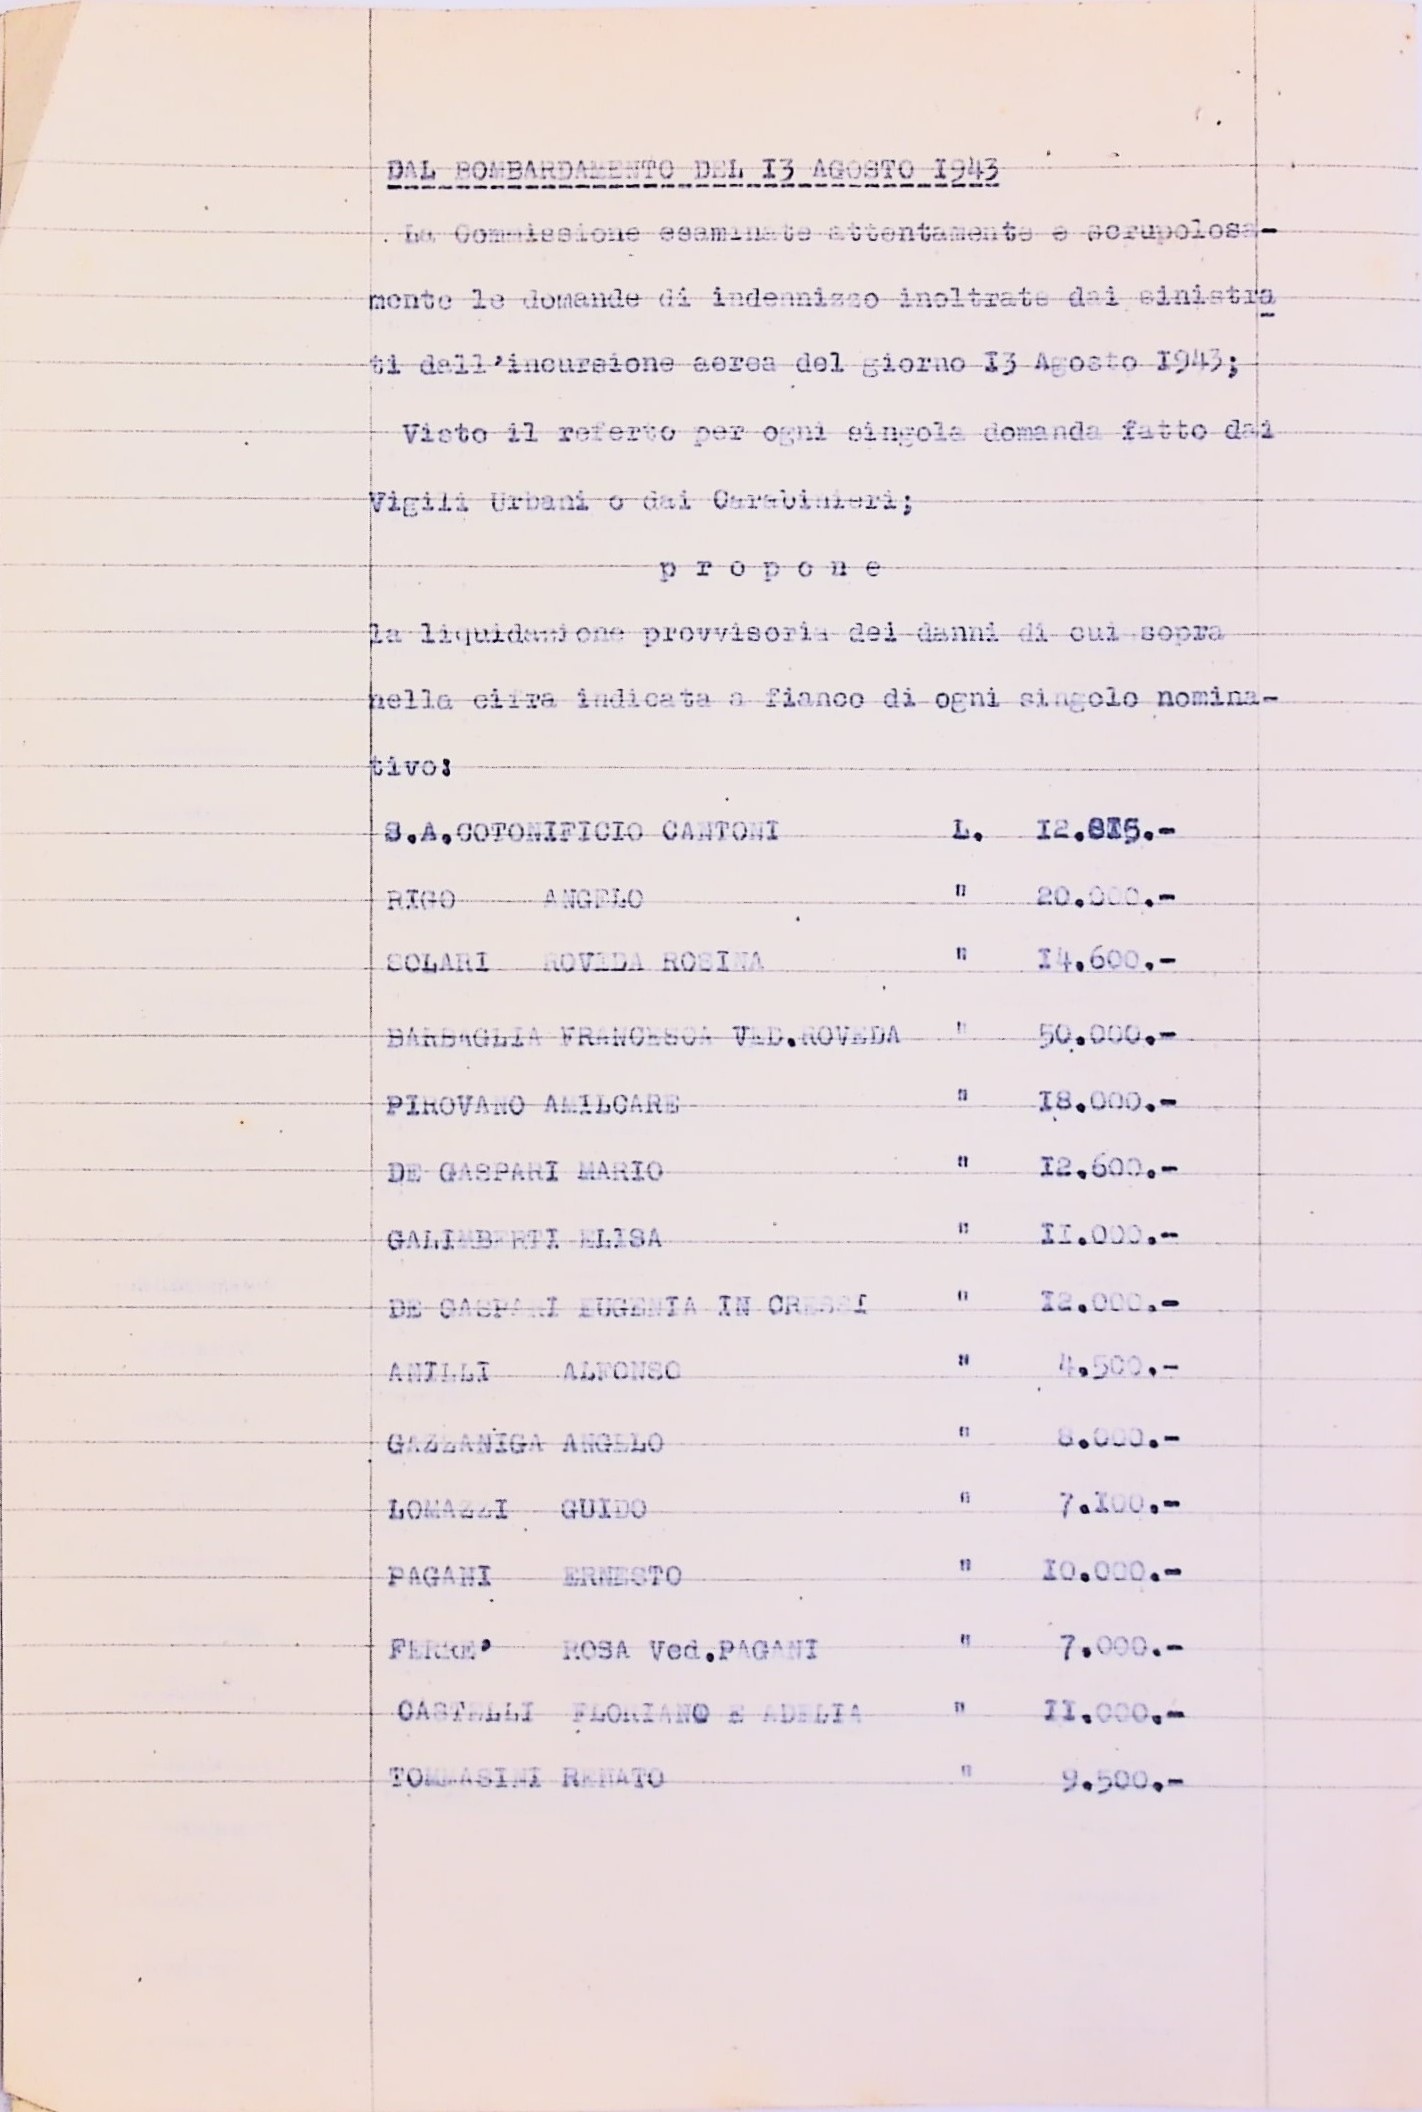 DAL BOMBARDAMENTO DEL I3 AGOSTO I943
La Commissione esaminate attentamente e scrupolosa-
mente le domande di indennizzo inoltrate dai sinistra
ti dall'incursione aerea del giorno I3 Agosto I943;
Visto il referto per ogni singola domanda fatto dai
Vigili Urbani o dai Carabinieri;
p r o p o n e
la liquidazione provvisoria dei danni di cui sopra
nella cifra indicata a fianco di ogni singolo nomina-
tivo:
S.A.COTONIFICIO CANTONI L. I2.8I5.-
RIGO ANGELO " 20.000.-
SOLARI ROVIDA ROSINA " I4.600.-
BARBAGLIA FRANCESCA VED.ROVEDA " 50.000.-
PIROVANO AMILCARE " I8.000.-
DE GASPARI MARIO " I2.600.-
GALIMBERTI ELISA " II.000.-
DE GASPARI EUGENIA IN CRESSI " I2.000.-
ANILLI ALFONSO " 4.500.-
GAZZANIGA ANGELO " 8.000.-
LOMAZZI GUIDO " 7.I00.-
PAGANI ERNESTO " I0.000.-
FERRE' ROSA Ved.PAGANI " 7.000.-
CASTELLI FLORIANO E ADELIA " II.000.-
TOMMASINI RENATO " 9.500.-